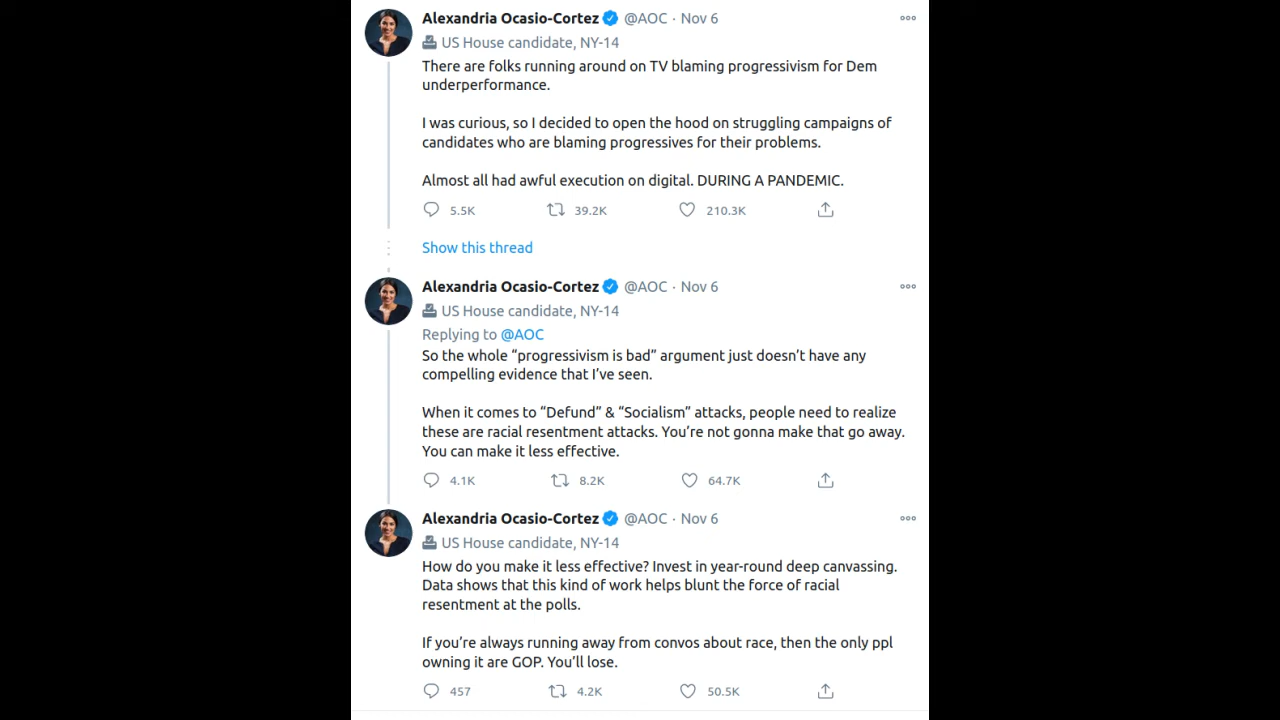 Alexandria Ocasio-Cortez @AOC · Nov 6
US House candidate, NY-14
There are folks running around on TV blaming progressivism for Dem
underperformance.
I was curious, so I decided to open the hood on struggling campaigns of
candidates who are blaming progressives for their problems.
Almost all had awful execution on digital. DURING A PANDEMIC.
5.5K 39.2K 210.3K
Show this thread
Alexandria Ocasio-Cortez @AOC · Nov 6
US House candidate, NY-14
Replying to @AOC
So the whole “progressivism is bad” argument just doesn’t have any
compelling evidence that I’ve seen.
When it comes to “Defund” & “Socialism” attacks, people need to realize
these are racial resentment attacks. You’re not gonna make that go away.
You can make it less effective.
4.1K 8.2K 64.7K
Alexandria Ocasio-Cortez @AOC · Nov 6
US House candidate, NY-14
How do you make it less effective? Invest in year-round deep canvassing.
Data shows that this kind of work helps blunt the force of racial
resentment at the polls.
If you’re always running away from convos about race, then the only ppl
owning it are GOP. You’ll lose.
457 4.2K 50.5K